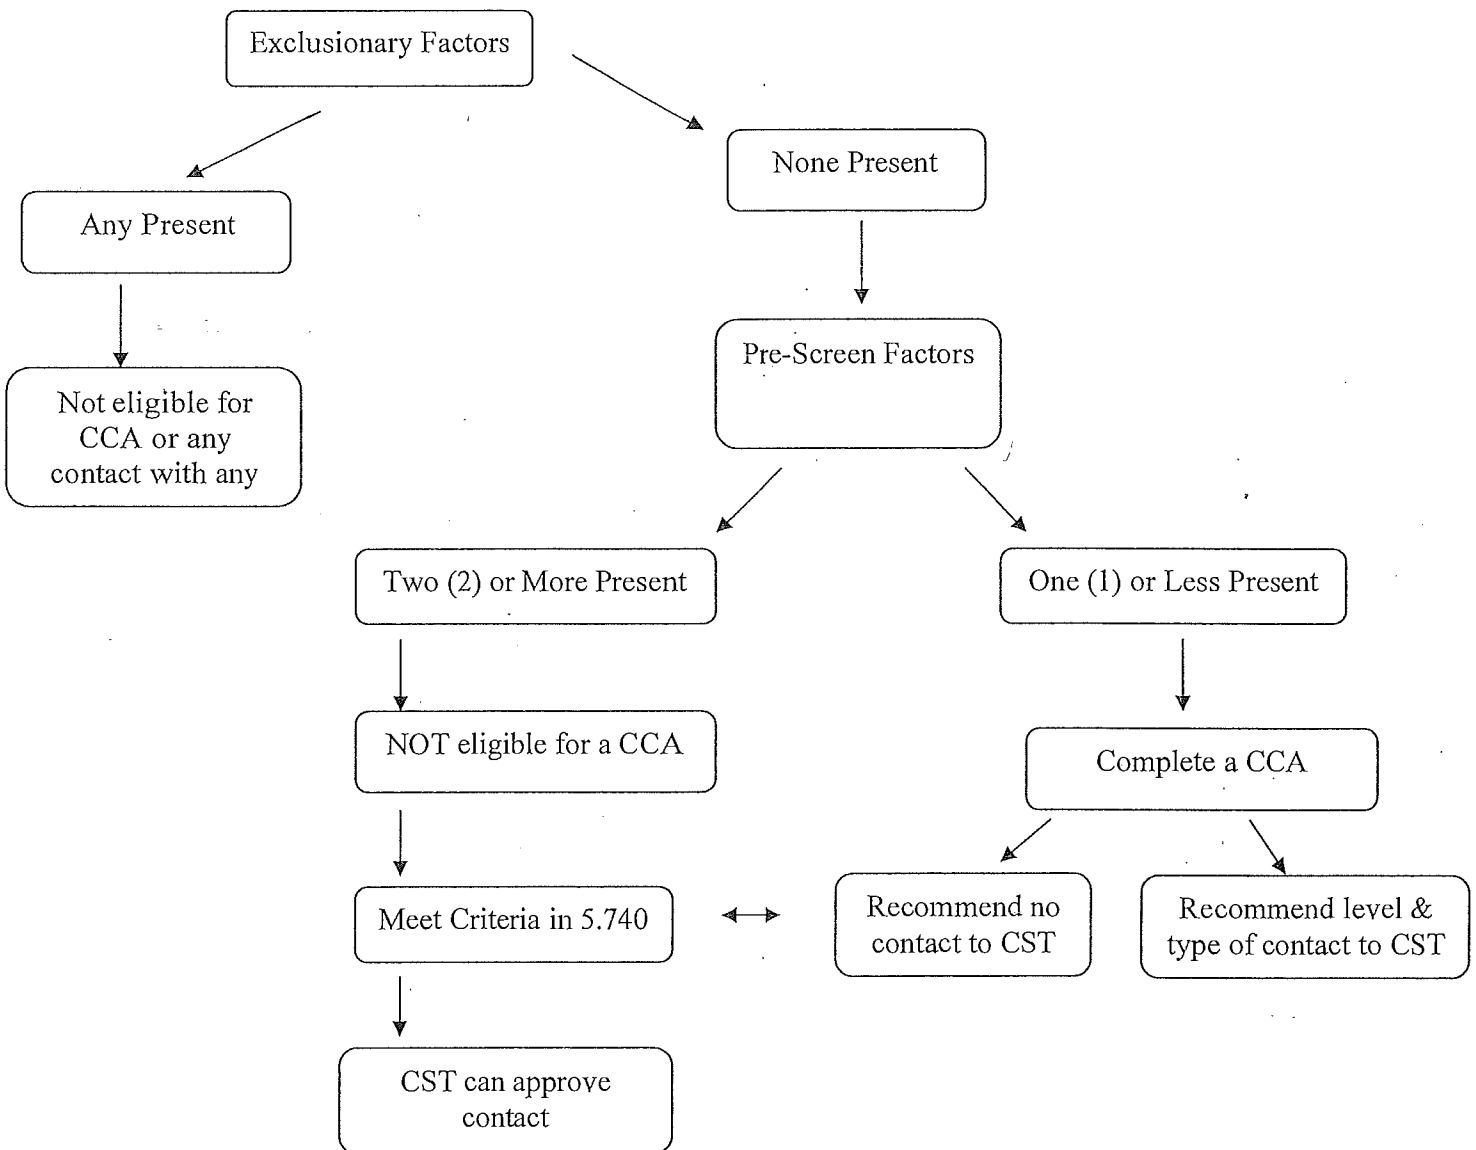 Exclusionary Factors
None Present
Any Present
Pre-Screen Factors
Not eligible for
CCA or any
contact with any
Two (2) or More Present
One (1) or Less Present
NOT eligible for a CCA
Complete a CCA
Meet Criteria in 5.740
Recommend no
contact to CST
Recommend level &
type of contact to CST
CST can approve
contact